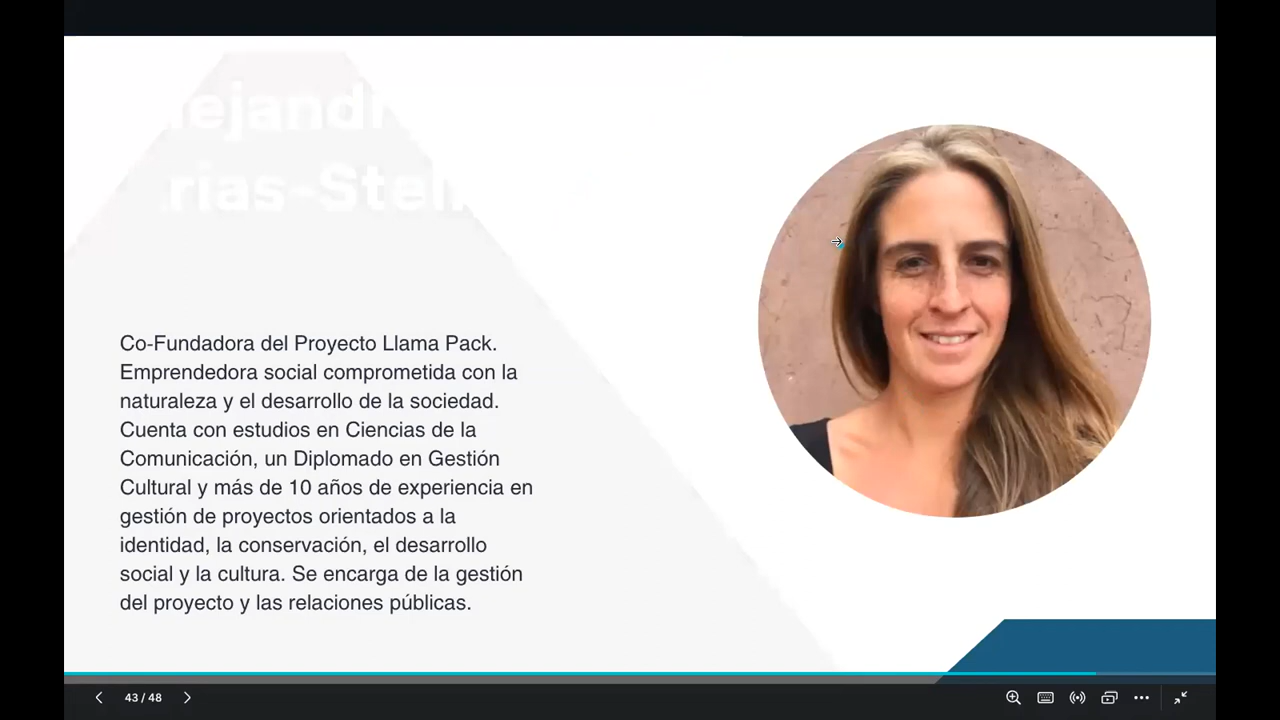 lejandr
rias-Stell
Co-Fundadora del Proyecto Llama Pack.
Emprendedora social comprometida con la
naturaleza y el desarrollo de la sociedad.
Cuenta con estudios en Ciencias de la
Comunicación, un Diplomado en Gestión
Cultural y más de 10 años de experiencia en
gestión de proyectos orientados a la
identidad, la conservación, el desarrollo
social y la cultura. Se encarga de la gestión
del proyecto y las relaciones públicas.
43 / 48